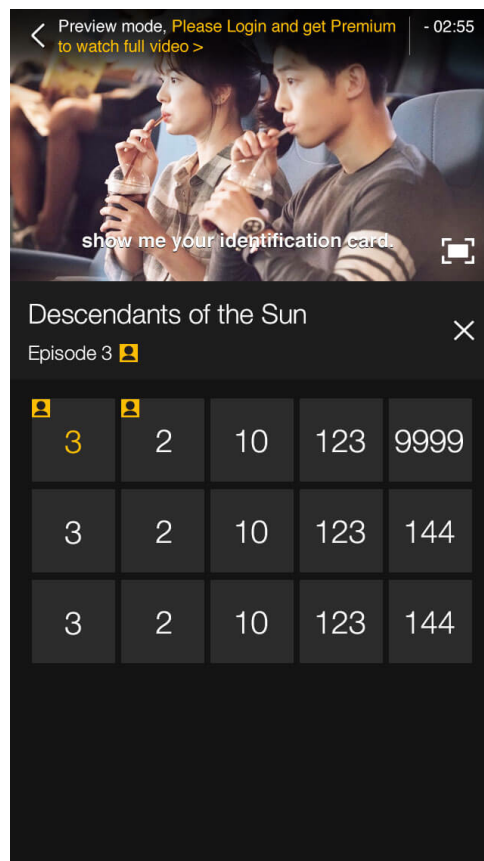 Preview mode, Please Login and get Premium
to watch full video >
- 02:55
show me your identification card.
Descendants of the Sun
Episode 3
3 2 10 123 9999
3 2 10 123 144
3 2 10 123 144